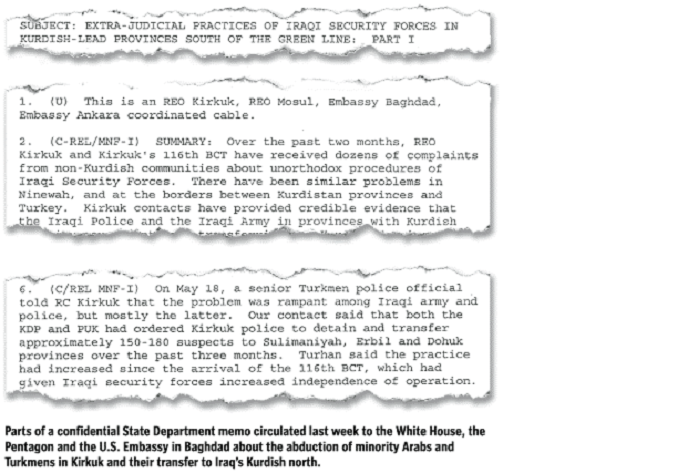 SUBJECT: EXTRA-JUDICIAL PRACTICES OF IRAQI SECURITY FORCES IN
KURDISH-LEAD PROVINCES SOUTH OF THE GREEN LINE: PART I
1. (U) This is an REO Kirkuk, REO Mosul, Embassy Baghdad,
Embassy Ankara coordinated cable.
2. (C-REL/MNF-I) SUMMARY: Over the past two months, REO
Kirkuk and Kirkuk's 116th BCT have received dozens of complaints
from non-Kurdish communities about unorthodox procedures of
Iraqi Security Forces. There have been similar problems in
Ninewah, and at the borders between Kurdistan provinces and
Turkey. Kirkuk contacts have provided credible evidence that
the Iraqi Police and the Iraqi Army in provinces with Kurdish
6. (C/REL MNF-I) On May 18, a senior Turkmen police official
told RC Kirkuk that the problem was rampant among Iraqi army and
police, but mostly the latter. Our contact said that both the
KDP and PUK had ordered Kirkuk police to detain and transfer
approximately 150-180 suspects to Sulimaniyah, Erbil and Dohuk
provinces over the past three months. Turhan said the practice
had increased since the arrival of the 116th BCT, which had
given Iraqi security forces increased independence of operation.
Parts of a confidential State Department memo circulated last week to the White House, the
Pentagon and the U.S. Embassy in Baghdad about the abduction of minority Arabs and
Turkmens in Kirkuk and their transfer to Iraq's Kurdish north.